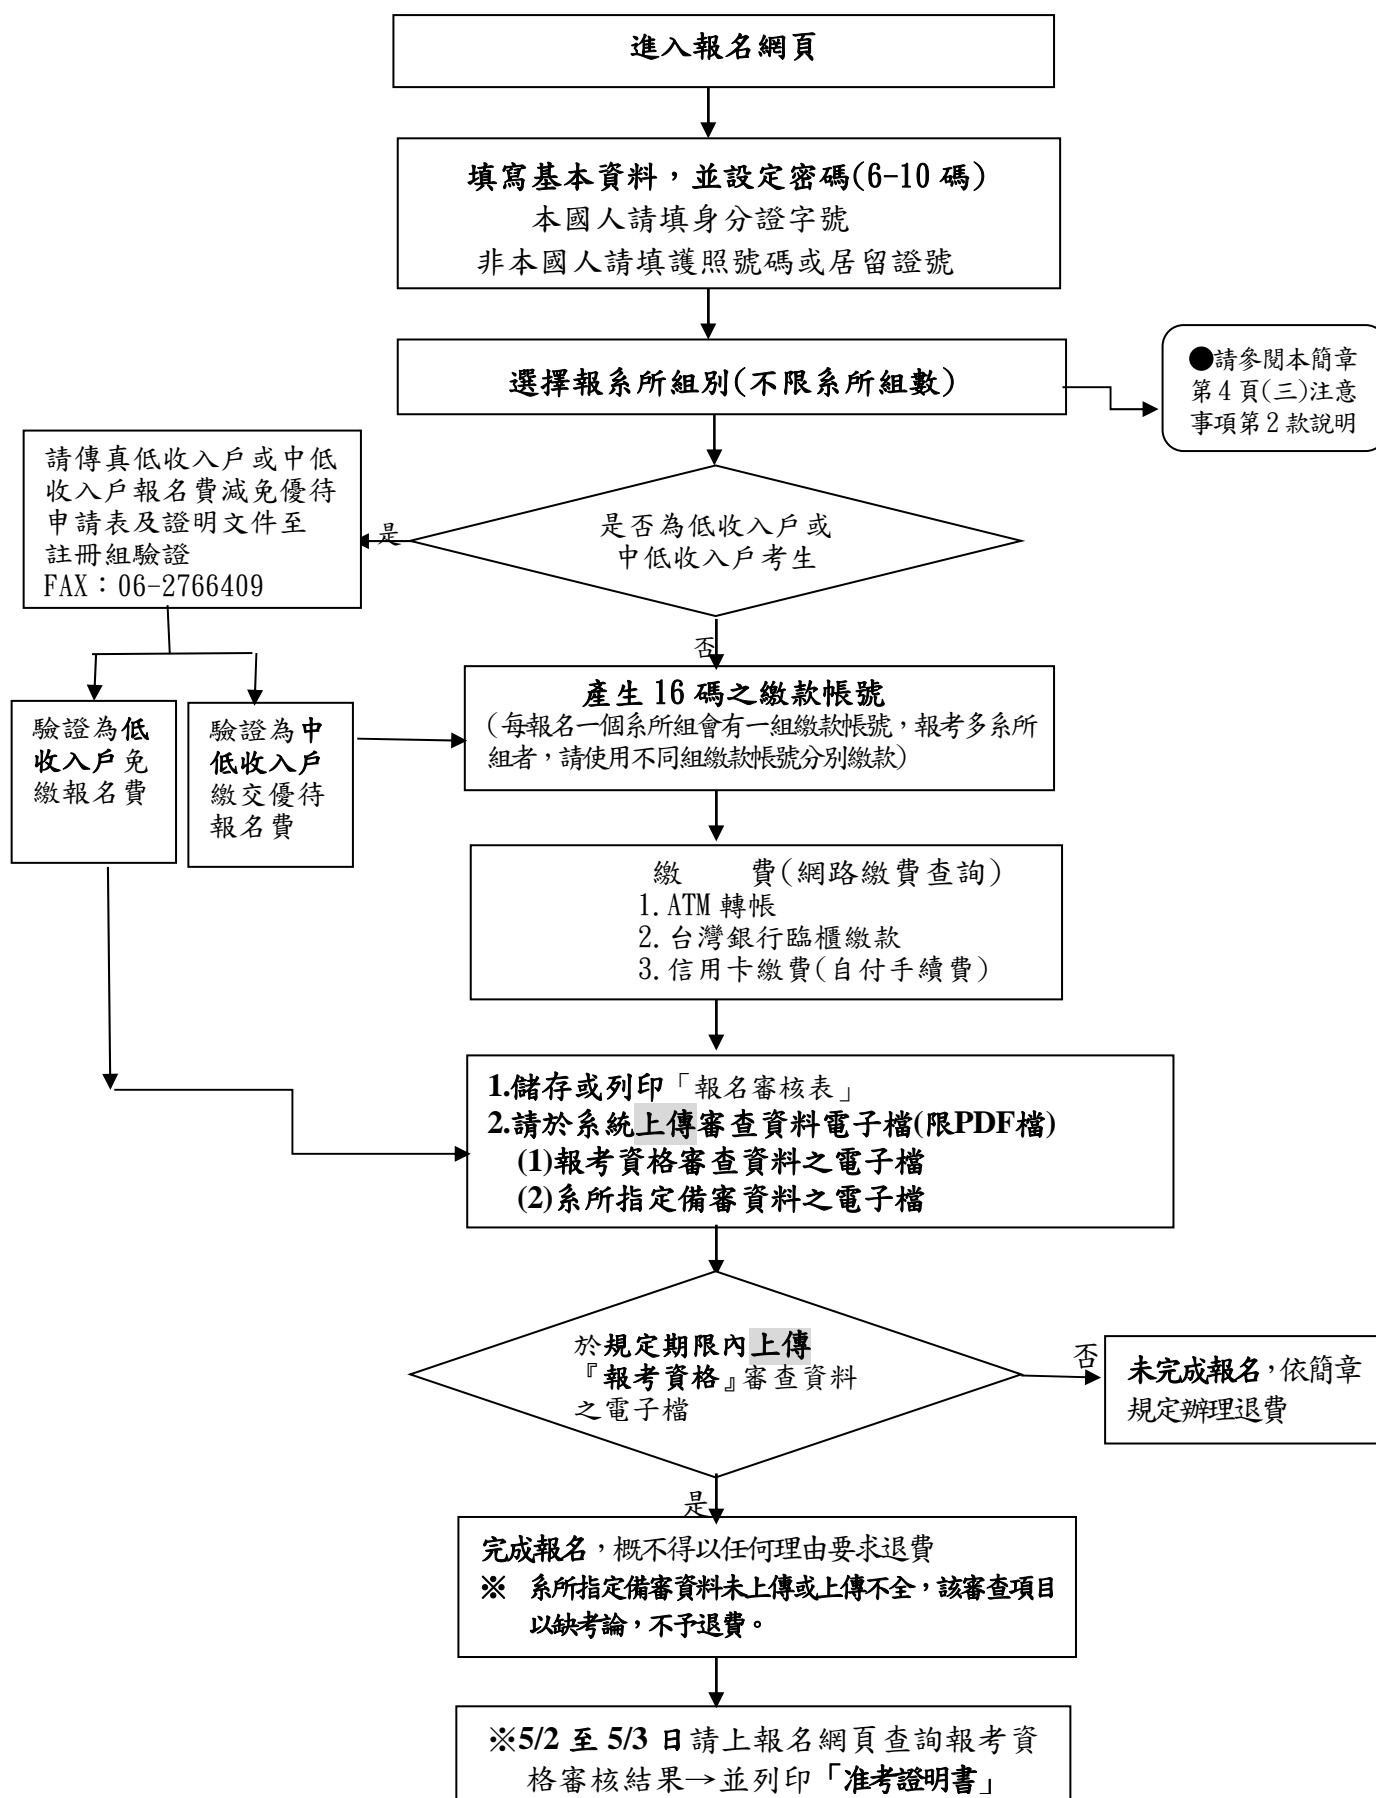 進入報名網頁
填寫基本資料，並設定密碼(6-10 碼)
本國人請填身分證字號
非本國人請填護照號碼或居留證號
選擇報系所組別(不限系所組數)
●請參閱本簡章
第 4 頁(三)注意
事項第 2 款說明
請傳真低收入戶或中低
收入戶報名費減免優待
申請表及證明文件至
註冊組驗證
FAX：06-2766409
是
是否為低收入戶或
中低收入戶考生
否
驗證為低
收入戶免
繳報名費
驗證為中
低收入戶
繳交優待
報名費
產生 16 碼之繳款帳號
(每報名一個系所組會有一組繳款帳號，報考多系所
組者，請使用不同組繳款帳號分別繳款)
繳　　費(網路繳費查詢)
1.ATM 轉帳
2.台灣銀行臨櫃繳款
3.信用卡繳費(自付手續費)
1.儲存或列印「報名審核表」
2.請於系統上傳審查資料電子檔(限PDF檔)
(1)報考資格審查資料之電子檔
(2)系所指定備審資料之電子檔
於規定期限內上傳
『報考資格』審查資料
之電子檔
否
未完成報名，依簡章
規定辦理退費
是
完成報名，概不得以任何理由要求退費
※ 系所指定備審資料未上傳或上傳不全，該審查項目
以缺考論，不予退費。
※5/2 至 5/3 日請上報名網頁查詢報考資
格審核結果→並列印「准考證明書」